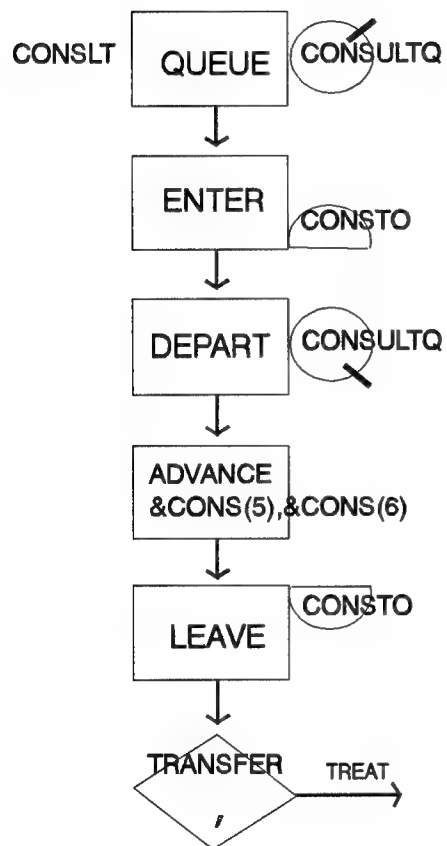 CONSLT QUEUE CONSULTQ
ENTER
CONSTO
DEPART CONSULTQ
ADVANCE
&CONS(5),&CONS(6)
CONSTO
LEAVE
TRANSFER
TREAT
,